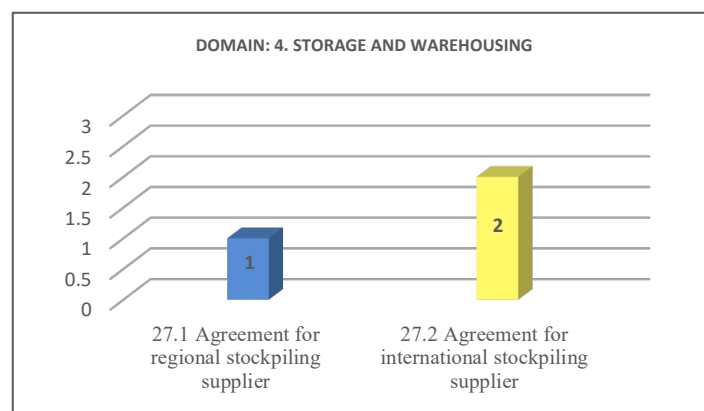 DOMAIN: 4. STORAGE AND WAREHOUSING
3
2.5
2
1.5
1
0.5
0
1
2
27.1 Agreement for
regional stockpiling
supplier
27.2 Agreement for
international stockpiling
supplier